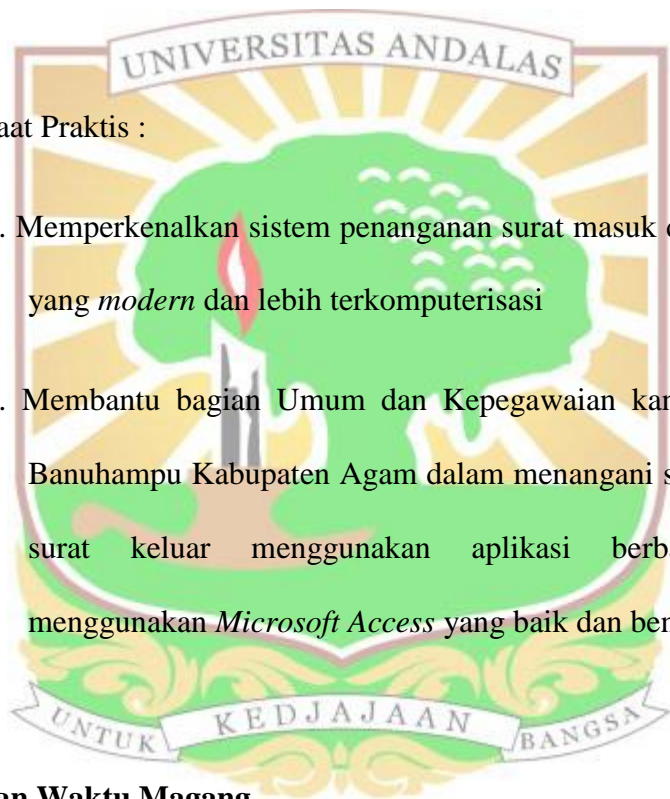 UNIVERSITAS ANDALAS
aat Praktis :
. Memperkenalkan sistem penanganan surat masuk
yang modern dan lebih terkomputerisasi
. Membantu bagian Umum dan Kepegawaian
Banuhampu Kabupaten Agam dalam menangani
surat keluar menggunakan aplikasi
menggunakan Microsoft Access yang baik dan
UNTUK KEDJAJAAN BANGSA
an Waktu Magang